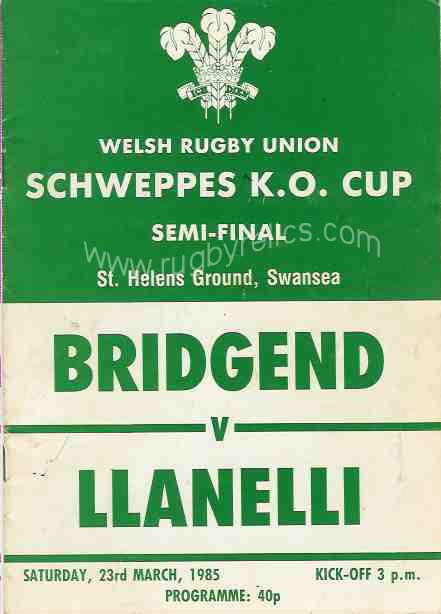 ICH DIEN
WELSH RUGBY UNION
SCHWEPPES K.O. CUP
SEMI-FINAL
www.rugbyrelics.com
St. Helens Ground, Swansea
BRIDGEND
V
LLANELLI
SATURDAY, 23rd MARCH, 1985 KICK-OFF 3 p.m.
PROGRAMME: 40p